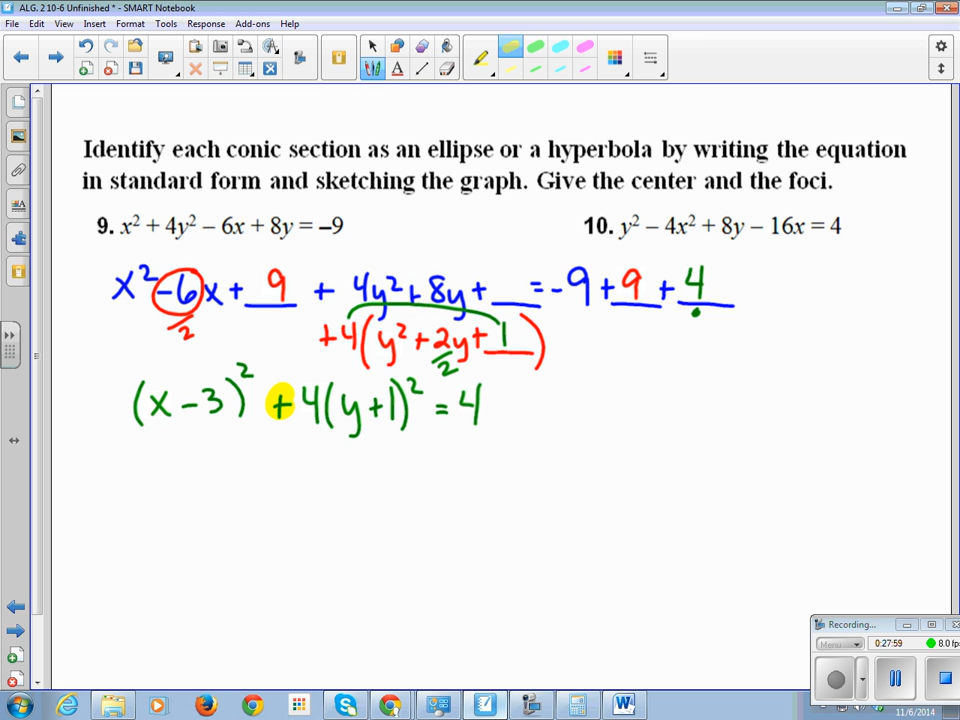 ALG. 2 10-6 Unfinished * - SMART Notebook
File Edit View Insert Format Tools Response Add-ons Help
Identify each conic section as an ellipse or a hyperbola by writing the equation
in standard form and sketching the graph. Give the center and the foci.
9. x² + 4y² – 6x + 8y = –9 10. y² – 4x² + 8y – 16x = 4
x² - 6x + 9 + 4y² + 8y + __ = -9 + 9 + 4
2 +4(y² + 2y + 1)
2
(x - 3)² + 4(y + 1)² = 4
Recording...
Menu 0:27:59 8.0 fp
11/6/2014